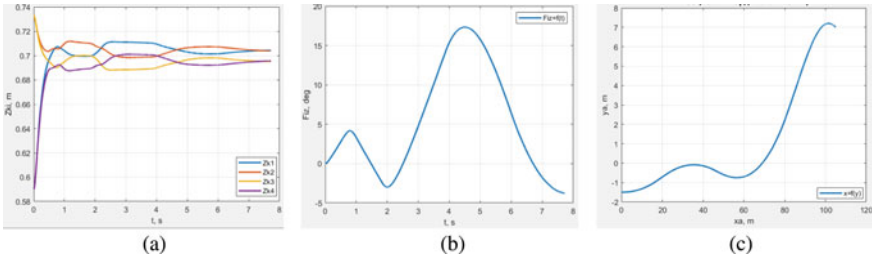 0.74
0.72
0.7
0.68
0.66
0.64
0.62
0.6
0.58
Zki, m
0 1 2 3 4 5 6 7 8
t, s
Zk1
Zk2
Zk3
Zk4
(a)
20
15
10
5
0
-5
Fiz, deg
0 1 2 3 4 5 6 7 8
t, s
Fiz=f(t)
(b)
8
7
6
5
4
3
2
1
0
-1
-2
ya, m
0 20 40 60 80 100 120
xa, m
x=f(y)
(c)